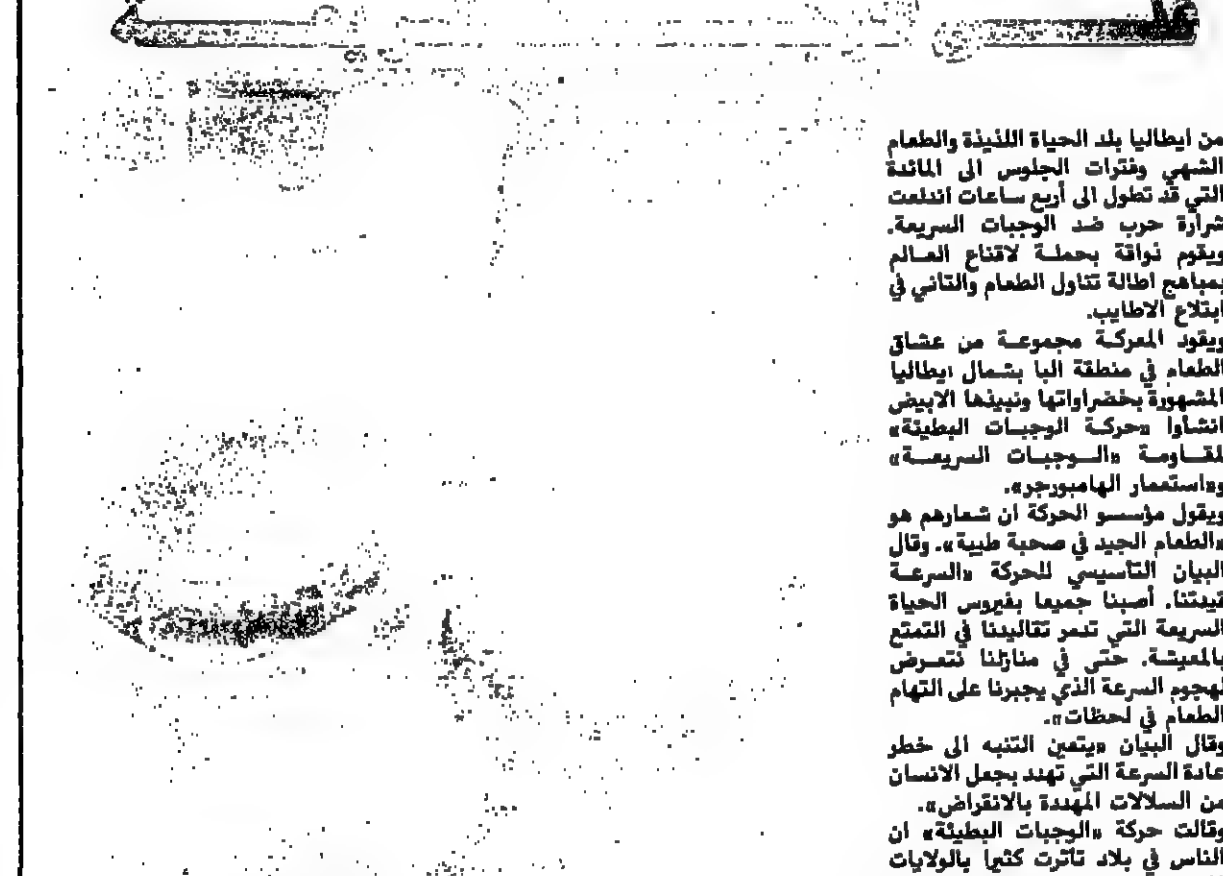 من ايطاليا بلد الحياة اللذيذة والطعام
الشهي وفترات الجلوس الى المائدة
التي قد تطول الى أربع ساعات اندلعت
شرارة حرب ضد الوجبات السريعة.
ويقوم ذواقة بحملة لاقناع العالم
بمباهج اطالة تناول الطعام والتاني في
ابتلاع الاطايب.
ويقود المعركة مجموعة من عشاق
الطعام في منطقة البا بشمال ايطاليا
المشهورة بخضراواتها ونبيذها الابيض
انشأوا «حركة الوجبات البطيئة»
لمقاومة «الوجبات السريعة»
و«استعمار الهامبورجر».
ويقول مؤسسو الحركة ان شعارهم هو
«الطعام الجيد في صحبة طيبة». وقال
البيان التأسيسي للحركة «السرعة
قيدتنا. أصبنا جميعا بفيروس الحياة
السريعة التي تدمر تقاليدنا في التمتع
بالمعيشة. حتى في منازلنا نتعرض
لهجوم السرعة الذي يجبرنا على التهام
الطعام في لحظات».
وقال البيان «يتعين التنبه الى خطر
عادة السرعة التي تهدد بجعل الانسان
من السلالات المهددة بالانقراض».
وقالت حركة «الوجبات البطيئة» ان
الناس في بلاد تأثرت كثيرا بالولايات